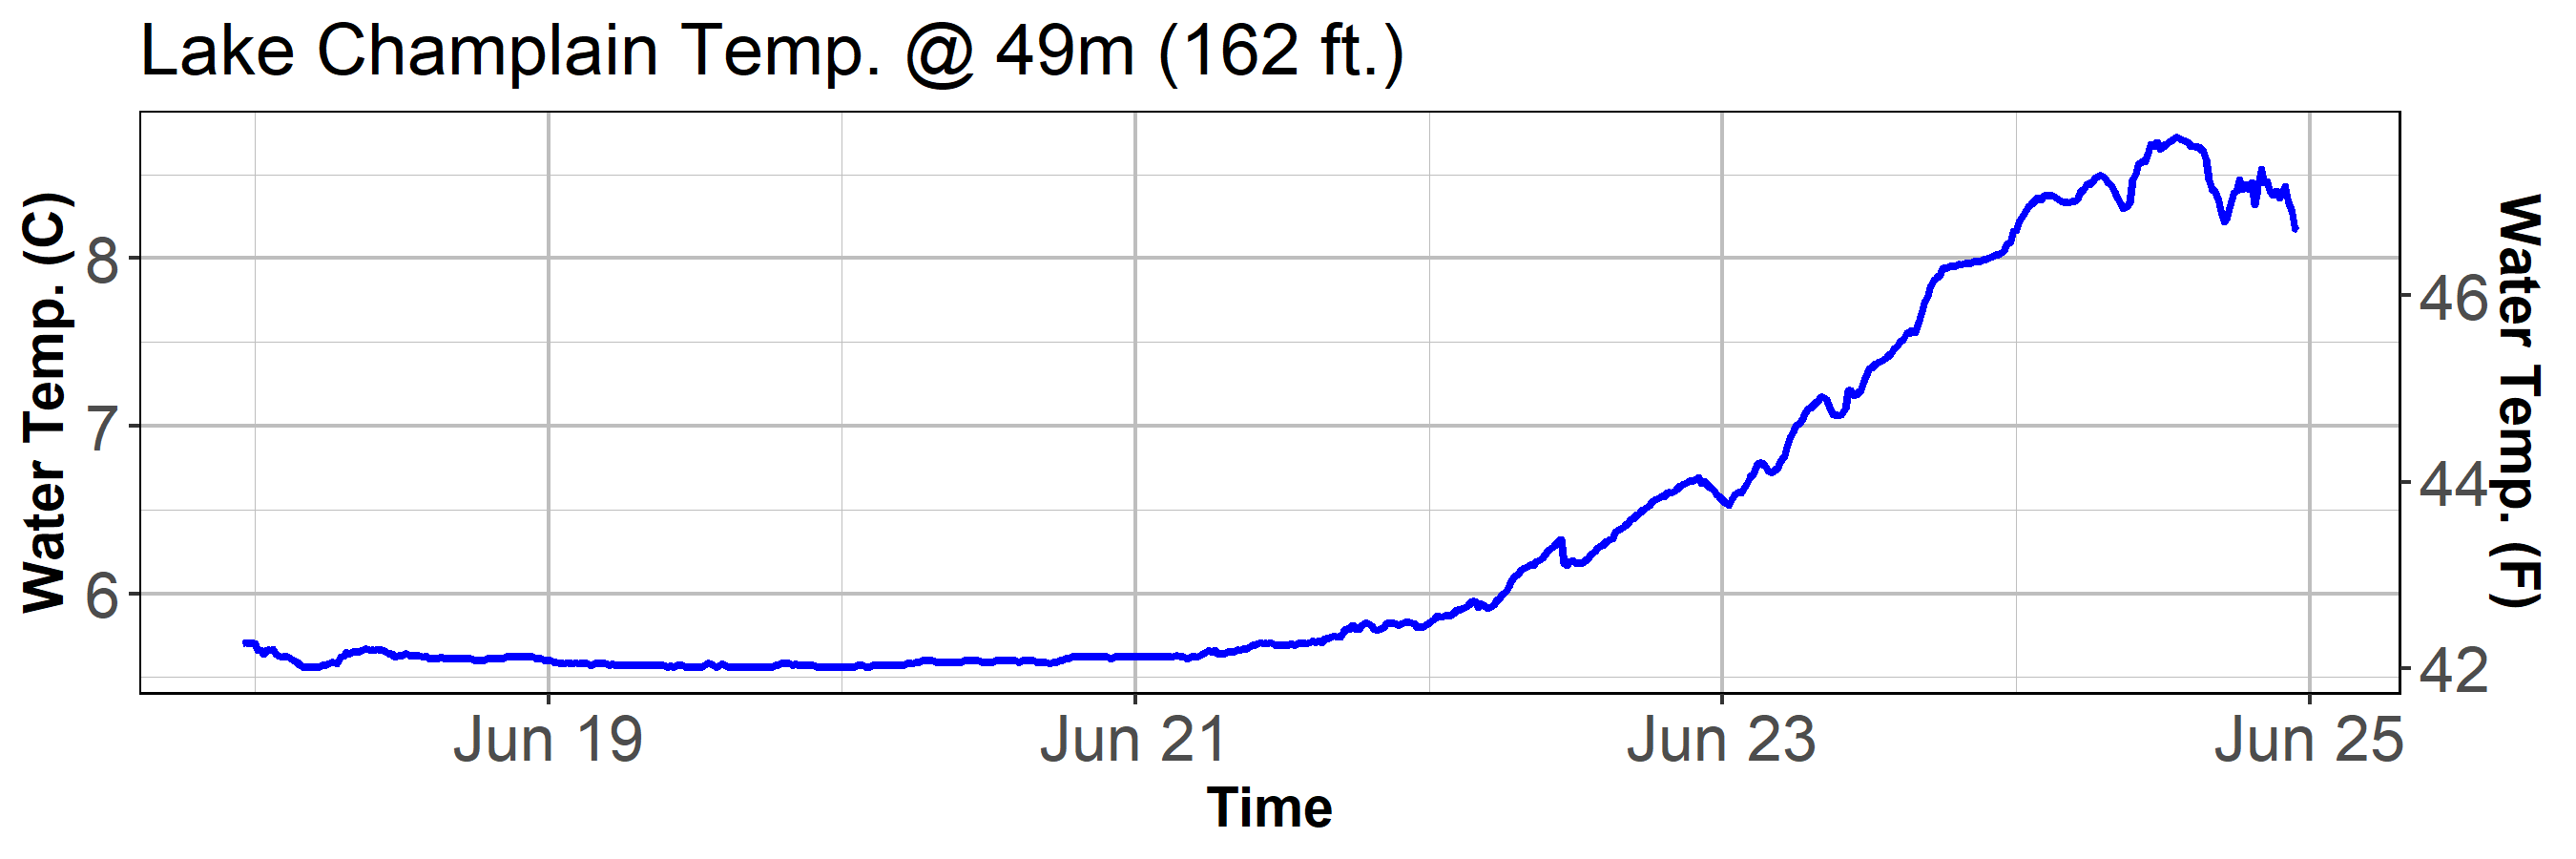 Lake Champlain Temp. @ 49m (162 ft.)
Water Temp. (C)
8
7
6
46
44
42
Water Temp. (F)
Jun 19 Jun 21 Jun 23 Jun 25
Time